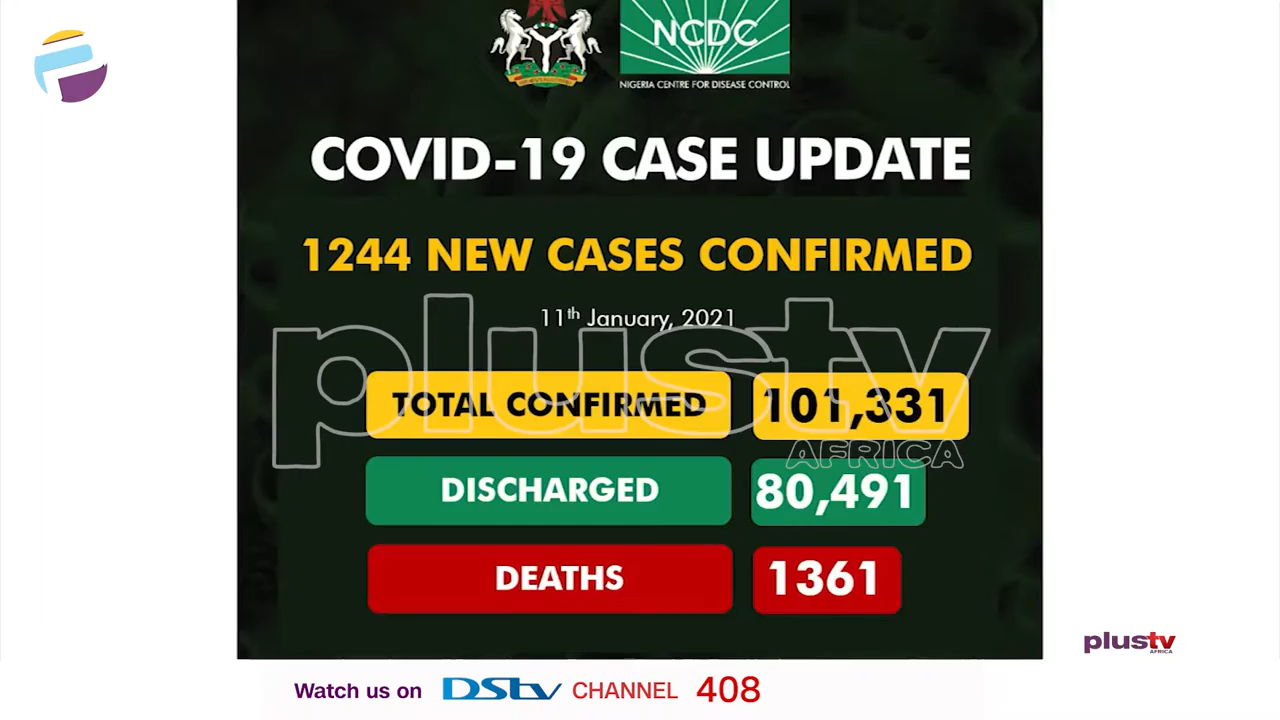 NCDC
NIGERIA CENTRE FOR DISEASE CONTROL
COVID-19 CASE UPDATE
1244 NEW CASES CONFIRMED
11th January, 2021
plustv
AFRICA
TOTAL CONFIRMED 101,331
DISCHARGED 80,491
DEATHS 1361
plustv
AFRICA
Watch us on DStv CHANNEL 408